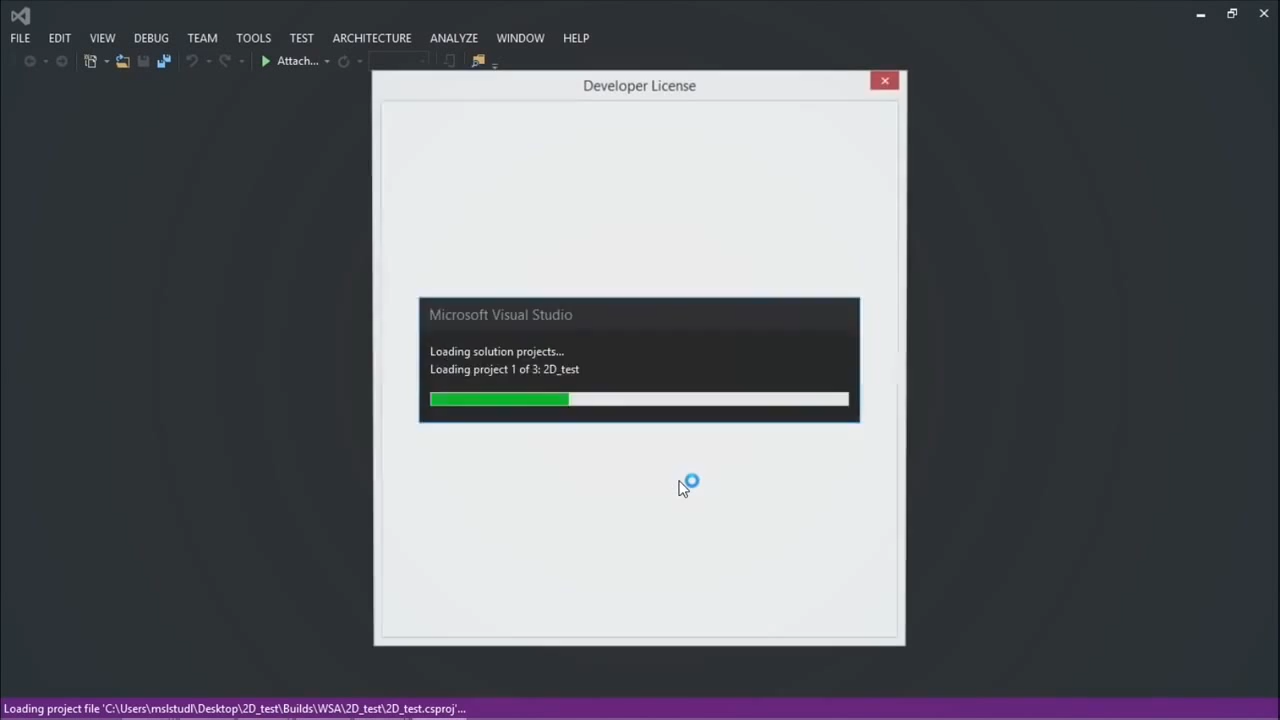 FILE EDIT VIEW DEBUG TEAM TOOLS TEST ARCHITECTURE ANALYZE WINDOW HELP
Attach...
Developer License
Microsoft Visual Studio
Loading solution projects...
Loading project 1 of 3: 2D_test
Loading project file 'C:\Users\mslstudl\Desktop\2D_test\Builds\WSA\2D_test\2D_test.csproj'...